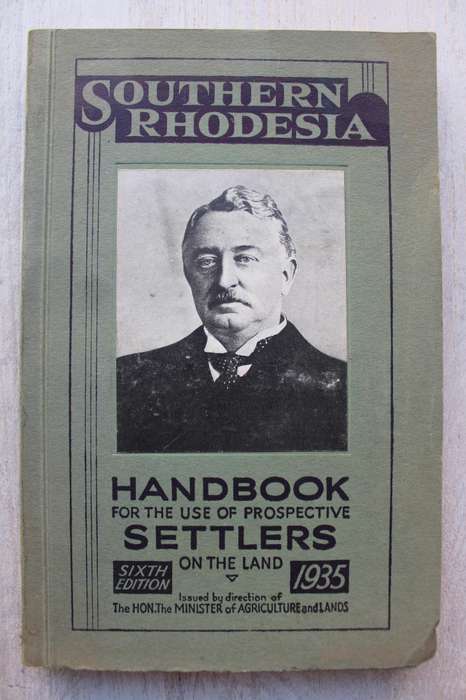 SOUTHERN
RHODESIA
HANDBOOK
FOR THE USE OF PROSPECTIVE
SETTLERS
ON THE LAND
SIXTH
EDITION
1935
Issued by direction of
The HON. The MINISTER of AGRICULTURE and LANDS